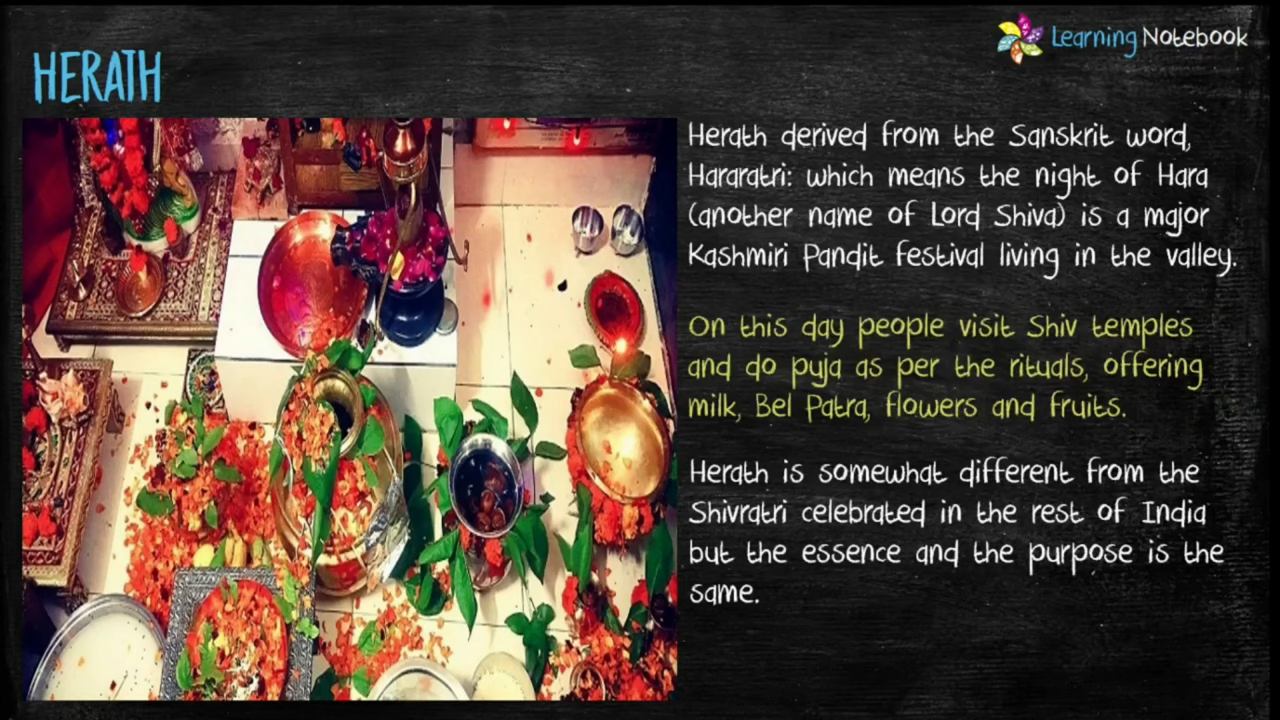 Learning Notebook
HERATH
Herath derived from the Sanskrit word,
Hararatri: which means the night of Hara
(another name of Lord Shiva) is a major
Kashmiri Pandit festival living in the valley.
On this day people visit Shiv temples
and do puja as per the rituals, offering
milk, Bel Patra, flowers and fruits.
Herath is somewhat different from the
Shivratri celebrated in the rest of India
but the essence and the purpose is the
same.